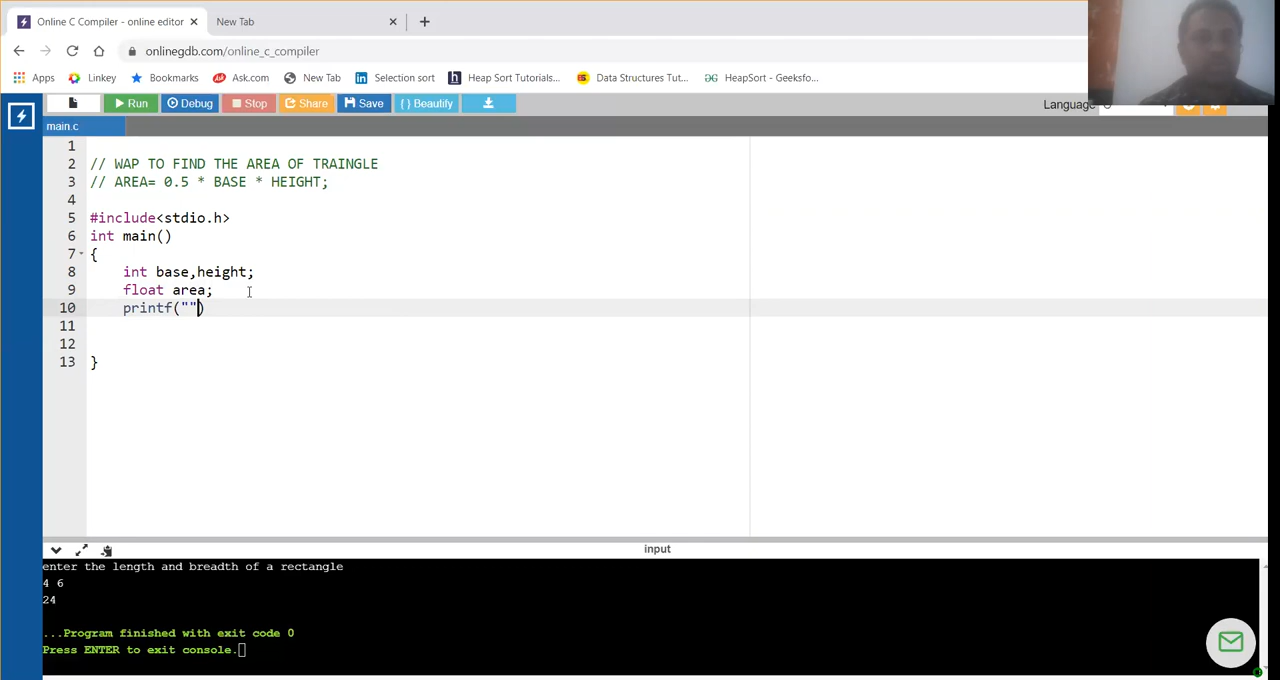 Online C Compiler - online editor
New Tab
onlinegdb.com/online_c_compiler
Apps Linkey Bookmarks Ask.com New Tab Selection sort Heap Sort Tutorials... Data Structures Tut... HeapSort - Geeksfo...
Run Debug Stop Share Save { } Beautify Language
main.c
1
2 // WAP TO FIND THE AREA OF TRAINGLE
3 // AREA= 0.5 * BASE * HEIGHT;
4
5 #include<stdio.h>
6 int main()
7 {
8 int base,height;
9 float area;
10 printf("")
11
12
13 }
input
enter the length and breadth of a rectangle
4 6
24
...Program finished with exit code 0
Press ENTER to exit console.